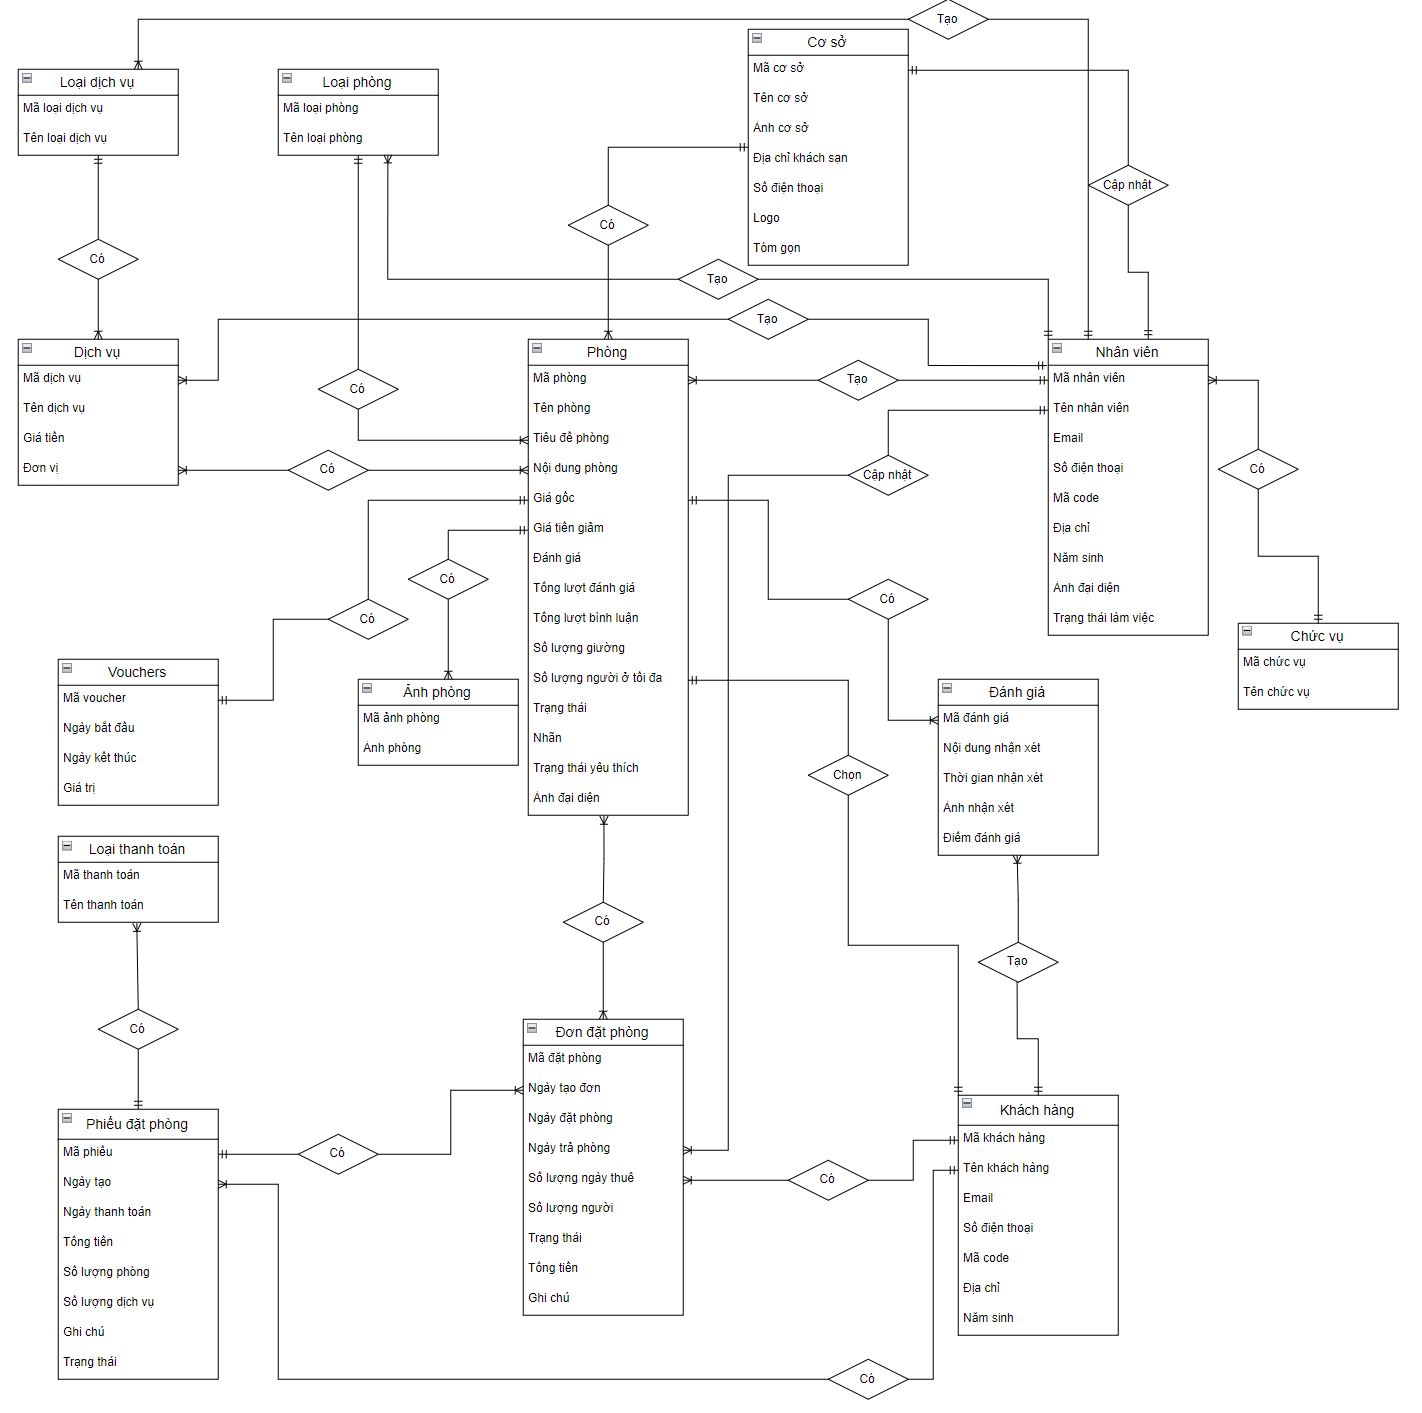 Tạo
Cơ sở
Mã cơ sở
Tên cơ sở
Ảnh cơ sở
Địa chỉ khách sạn
Số điện thoại
Logo
Tóm gọn
Loại dịch vụ
Mã loại dịch vụ
Tên loại dịch vụ
Loại phòng
Mã loại phòng
Tên loại phòng
Cập nhật
Có
Có
Tạo
Tạo
Dịch vụ
Mã dịch vụ
Tên dịch vụ
Giá tiền
Đơn vị
Có
Có
Phòng
Mã phòng
Tên phòng
Tiêu đề phòng
Nội dung phòng
Giá gốc
Giá tiền giảm
Đánh giá
Tổng lượt đánh giá
Tổng lượt bình luận
Số lượng giường
Số lượng người ở tối đa
Trạng thái
Nhãn
Trạng thái yêu thích
Ảnh đại diện
Tạo
Cập nhật
Nhân viên
Mã nhân viên
Tên nhân viên
Email
Số điện thoại
Mã code
Địa chỉ
Năm sinh
Ảnh đại diện
Trạng thái làm việc
Có
Chức vụ
Mã chức vụ
Tên chức vụ
Có
Có
Có
Vouchers
Mã voucher
Ngày bắt đầu
Ngày kết thúc
Giá trị
Ảnh phòng
Mã ảnh phòng
Ảnh phòng
Chọn
Đánh giá
Mã đánh giá
Nội dung nhận xét
Thời gian nhận xét
Ảnh nhận xét
Điểm đánh giá
Loại thanh toán
Mã thanh toán
Tên thanh toán
Có
Tạo
Có
Đơn đặt phòng
Mã đặt phòng
Ngày tạo đơn
Ngày đặt phòng
Ngày trả phòng
Số lượng ngày thuê
Số lượng người
Trạng thái
Tổng tiền
Ghi chú
Phiếu đặt phòng
Mã phiếu
Ngày tạo
Ngày thanh toán
Tổng tiền
Số lượng phòng
Số lượng dịch vụ
Ghi chú
Trạng thái
Có
Có
Khách hàng
Mã khách hàng
Tên khách hàng
Email
Số điện thoại
Mã code
Địa chỉ
Năm sinh
Có